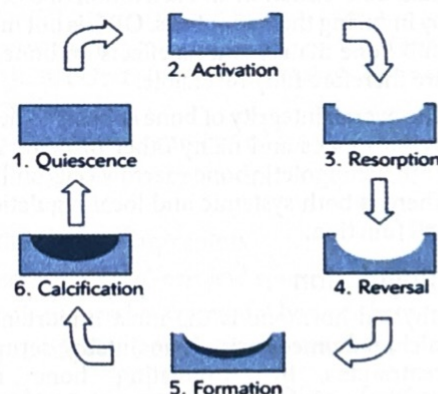 2. Activation
1. Quiescence
3. Resorption
6. Calcification
4. Reversal
5. Formation